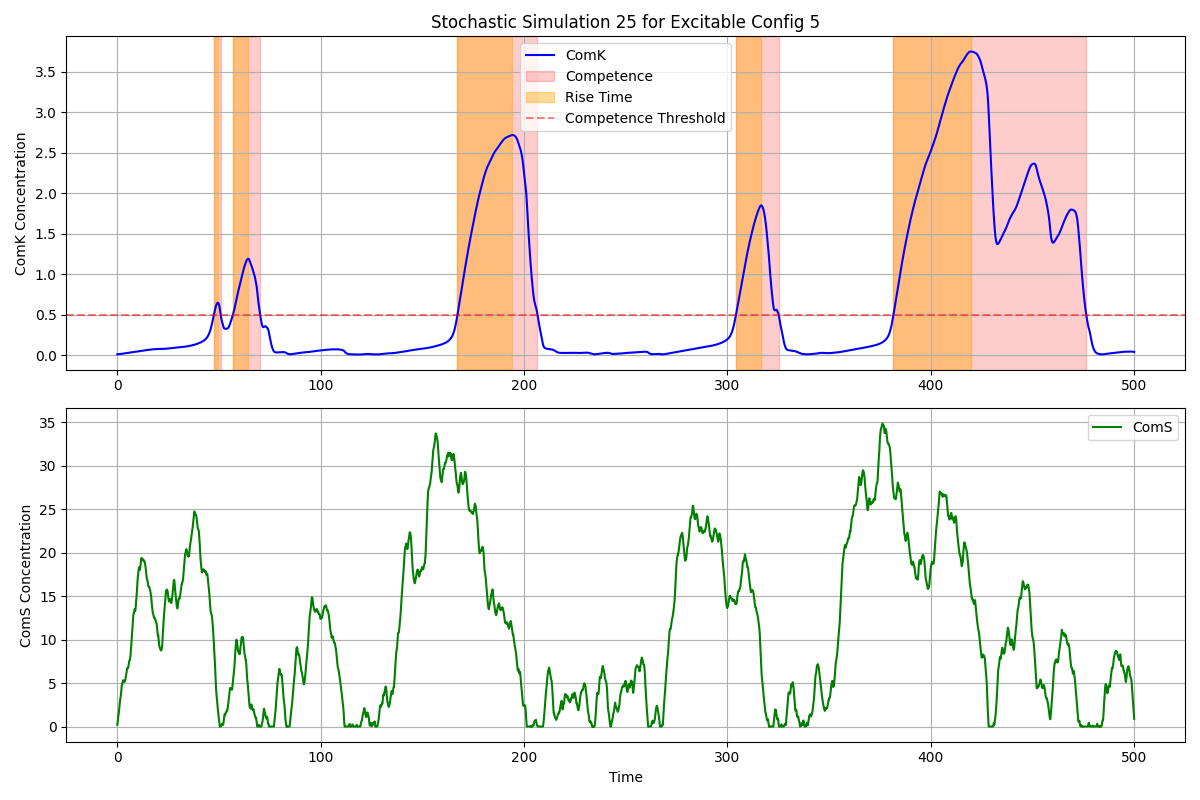 Stochastic Simulation 25 for Excitable Config 5
ComK Concentration
3.5
3.0
2.5
2.0
1.5
1.0
0.5
0.0
ComK
Competence
Rise Time
Competence Threshold
0 100 200 300 400 500
ComS Concentration
35
30
25
20
15
10
5
0
ComS
0 100 200 300 400 500
Time